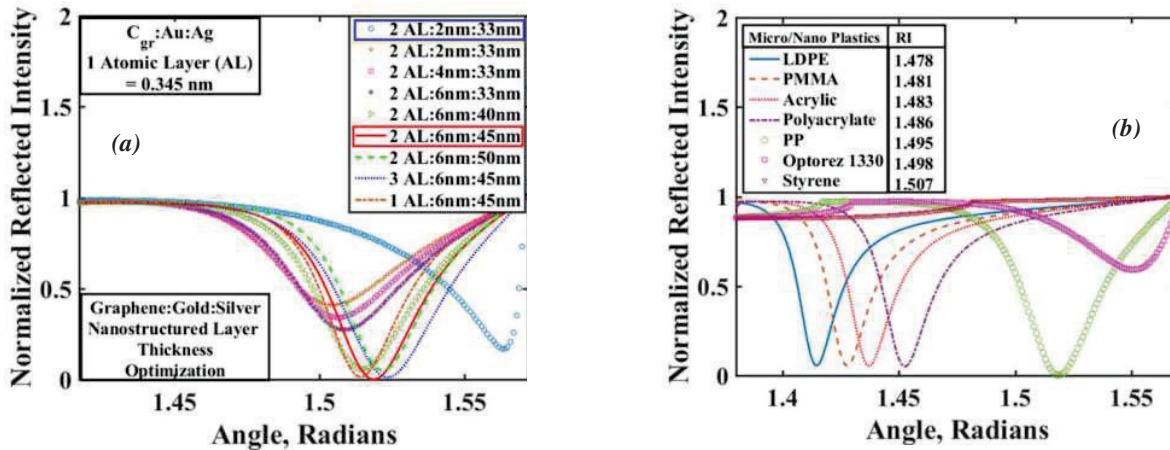 C_gr:Au:Ag
1 Atomic Layer (AL)
= 0.345 nm
(a)
2 AL:2nm:33nm
2 AL:2nm:33nm
2 AL:4nm:33nm
2 AL:6nm:33nm
2 AL:6nm:40nm
2 AL:6nm:45nm
2 AL:6nm:50nm
3 AL:6nm:45nm
1 AL:6nm:45nm
Graphene:Gold:Silver
Nanostructured Layer
Thickness
Optimization
Normalized Reflected Intensity
2
1.5
1
0.5
0
1.45
1.5
1.55
Angle, Radians
Micro/Nano Plastics RI
LDPE 1.478
PMMA 1.481
Acrylic 1.483
Polyacrylate 1.486
PP 1.495
Optorez 1330 1.498
Styrene 1.507
(b)
Normalized Reflected Intensity
2
1.5
1
0.5
0
1.4
1.45
1.5
1.55
Angle, Radians